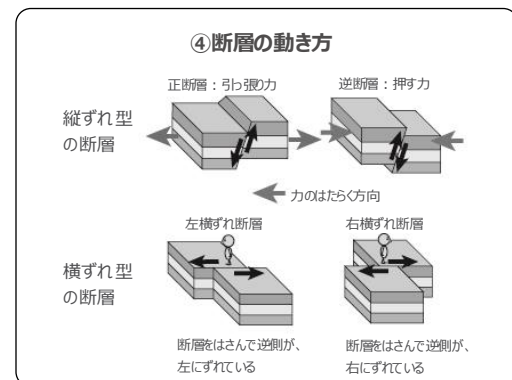 ④断層の動き方
正断層：引っ張り力
逆断層：押す力
縦ずれ型
の断層
力のはたらく方向
左横ずれ断層
右横ずれ断層
横ずれ型
の断層
断層をはさんで逆側が、
左にずれている
断層をはさんで逆側が、
右にずれている